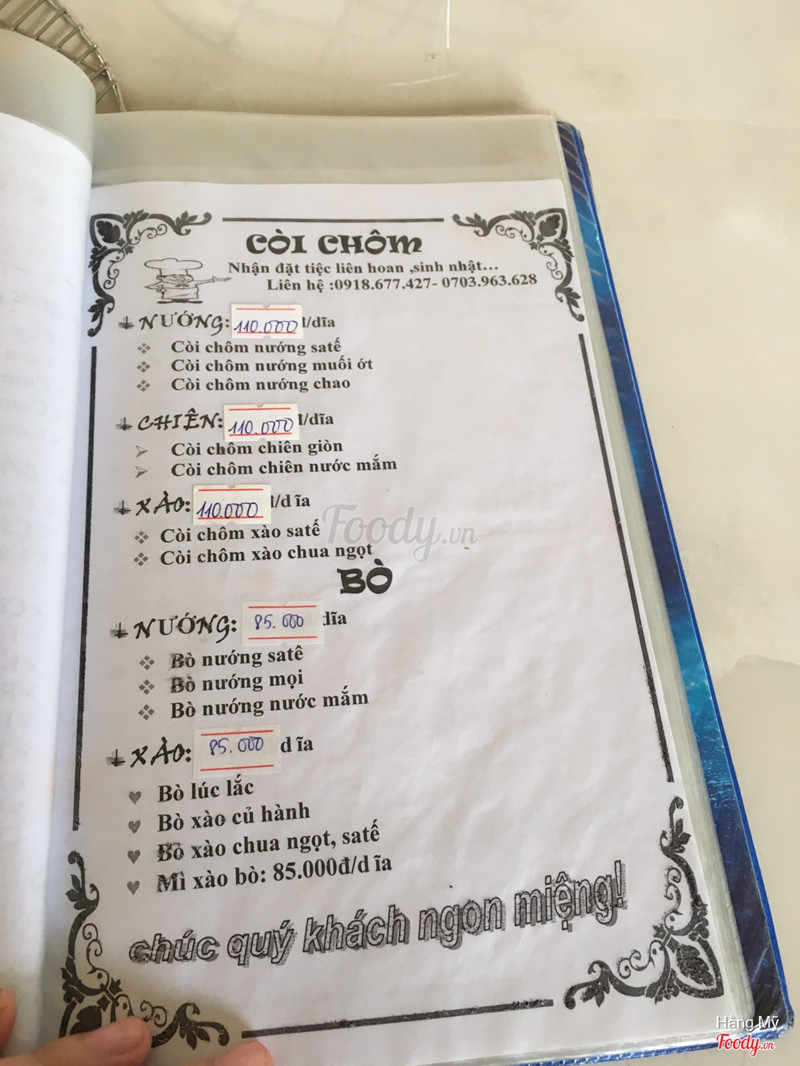 CÒI CHÔM
Nhận đặt tiệc liên hoan ,sinh nhật...
Liên hệ :0918.677.427- 0703.963.628
NƯỚNG: 110.000 đ/dĩa
Còi chôm nướng satế
Còi chôm nướng muối ớt
Còi chôm nướng chao
CHIÊN: 110.000 đ/dĩa
Còi chôm chiên giòn
Còi chôm chiên nước mắm
XÀO: 110.000 đ/d ĩa
Còi chôm xào satế
Còi chôm xào chua ngọt
Foody.vn
BÒ
NƯỚNG: 85.000 dĩa
Bò nướng satê
Bò nướng mọi
Bò nướng nước mắm
XÀO: 85.000 d ĩa
Bò lúc lắc
Bò xào củ hành
Bò xào chua ngọt, satế
Mì xào bò: 85.000đ/d ĩa
chúc quý khách ngon miệng!
Hằng Mỹ
Foody.vn